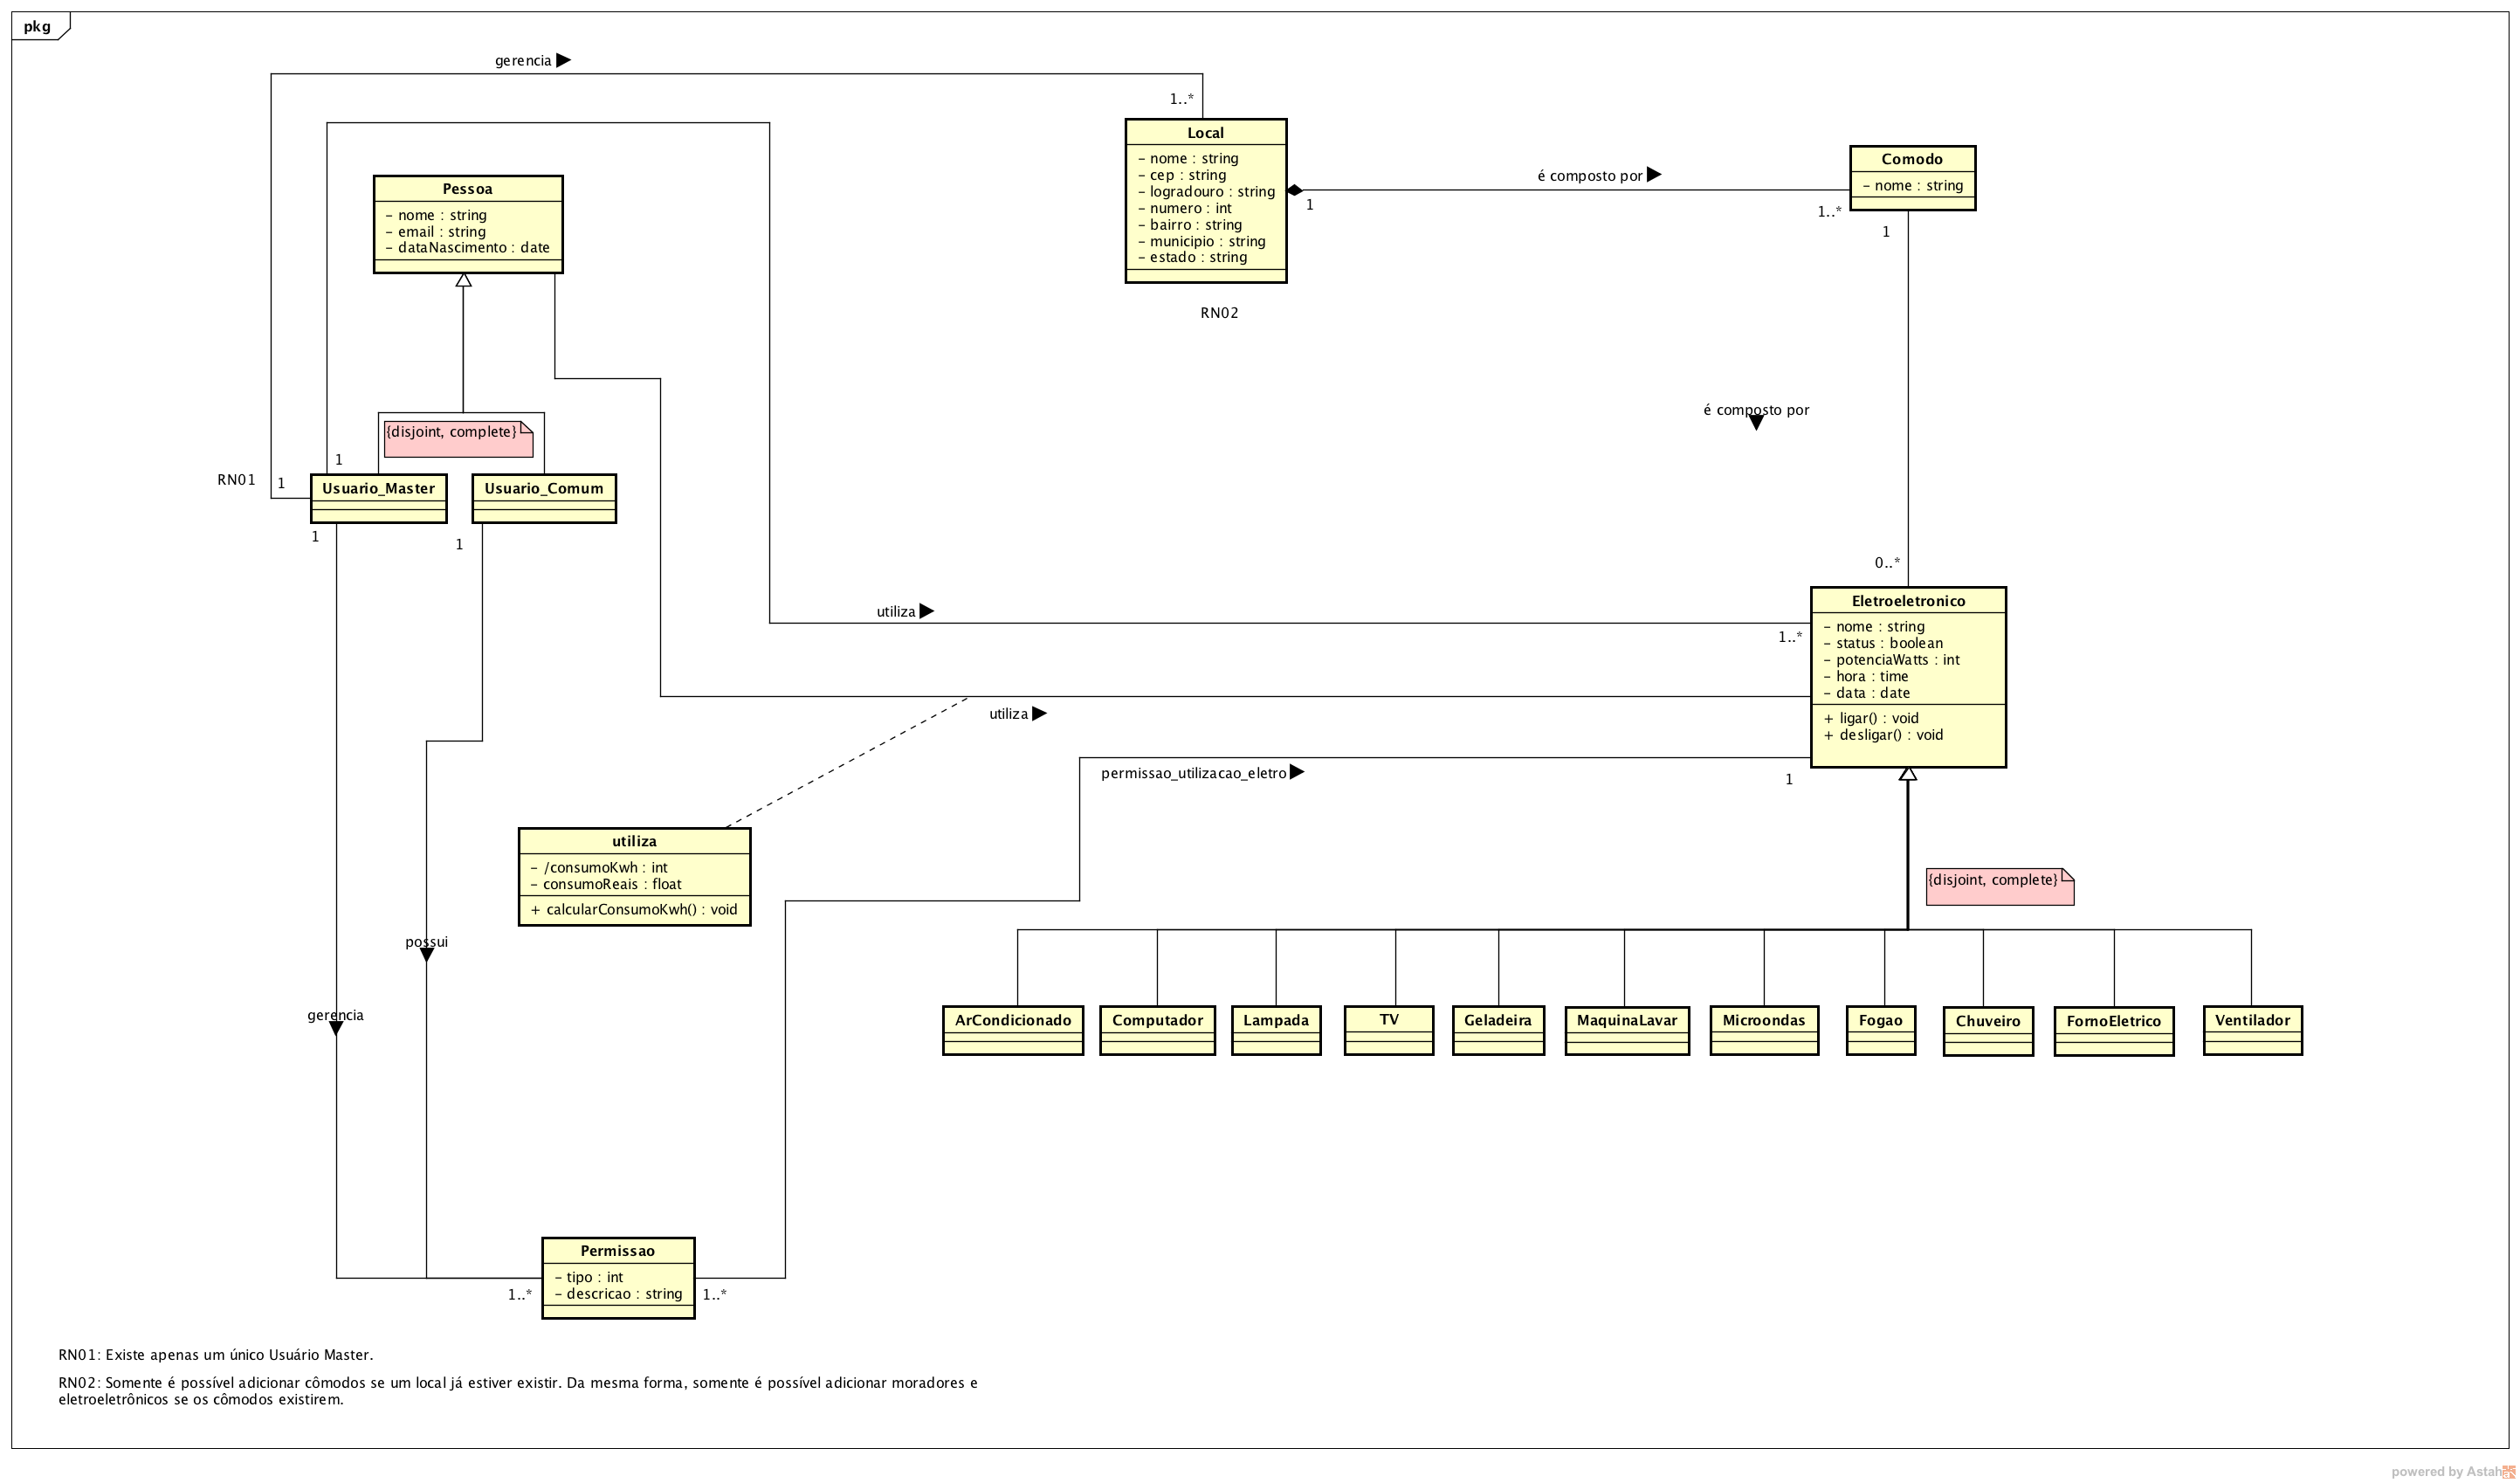 pkg
gerencia
1..*
Local
– nome : string
– cep : string
– logradouro : string
– numero : int
– bairro : string
– municipio : string
– estado : string
1
RN02
é composto por
1..*
Comodo
– nome : string
1
é composto por
0..*
Pessoa
– nome : string
– email : string
– dataNascimento : date
{disjoint, complete}
RN01
1
1
Usuario_Master
Usuario_Comum
1
1
utiliza
1..*
Eletroeletronico
– nome : string
– status : boolean
– potenciaWatts : int
– hora : time
– data : date
+ ligar() : void
+ desligar() : void
utiliza
permissao_utilizacao_eletro
1
utiliza
– /consumoKwh : int
– consumoReais : float
+ calcularConsumoKwh() : void
{disjoint, complete}
possui
gerencia
ArCondicionado
Computador
Lampada
TV
Geladeira
MaquinaLavar
Microondas
Fogao
Chuveiro
FornoEletrico
Ventilador
Permissao
– tipo : int
– descricao : string
1..*
1..*
RN01: Existe apenas um único Usuário Master.
RN02: Somente é possível adicionar cômodos se um local já estiver existir. Da mesma forma, somente é possível adicionar moradores e
eletroeletrônicos se os cômodos existirem.
powered by Astah